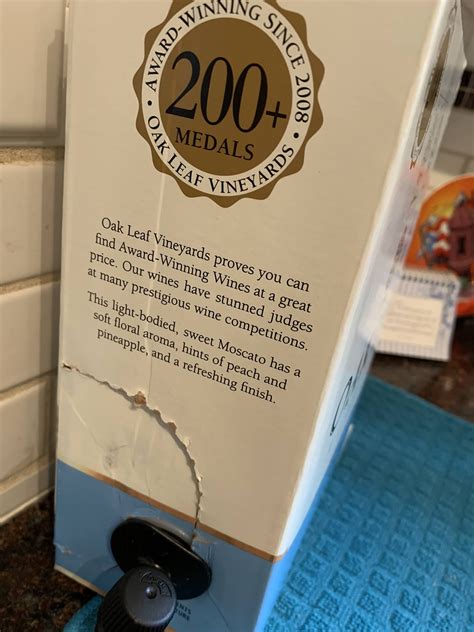 AWARD-WINNING SINCE 2008
200+
MEDALS
OAK LEAF VINEYARDS
Oak Leaf Vineyards proves you can
find Award-Winning Wines at a great
price. Our wines have stunned judges
at many prestigious wine competitions.
This light-bodied, sweet Moscato has a
soft floral aroma, hints of peach and
pineapple, and a refreshing finish.